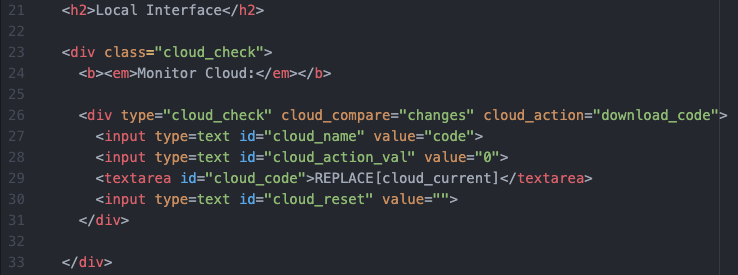 21 <h2>Local Interface</h2>
22
23 <div class="cloud_check">
24 <b><em>Monitor Cloud:</em></b>
25
26 <div type="cloud_check" cloud_compare="changes" cloud_action="download_code">
27 <input type=text id="cloud_name" value="code">
28 <input type=text id="cloud_action_val" value="0">
29 <textarea id="cloud_code">REPLACE[cloud_current]</textarea>
30 <input type=text id="cloud_reset" value="">
31 </div>
32
33 </div>